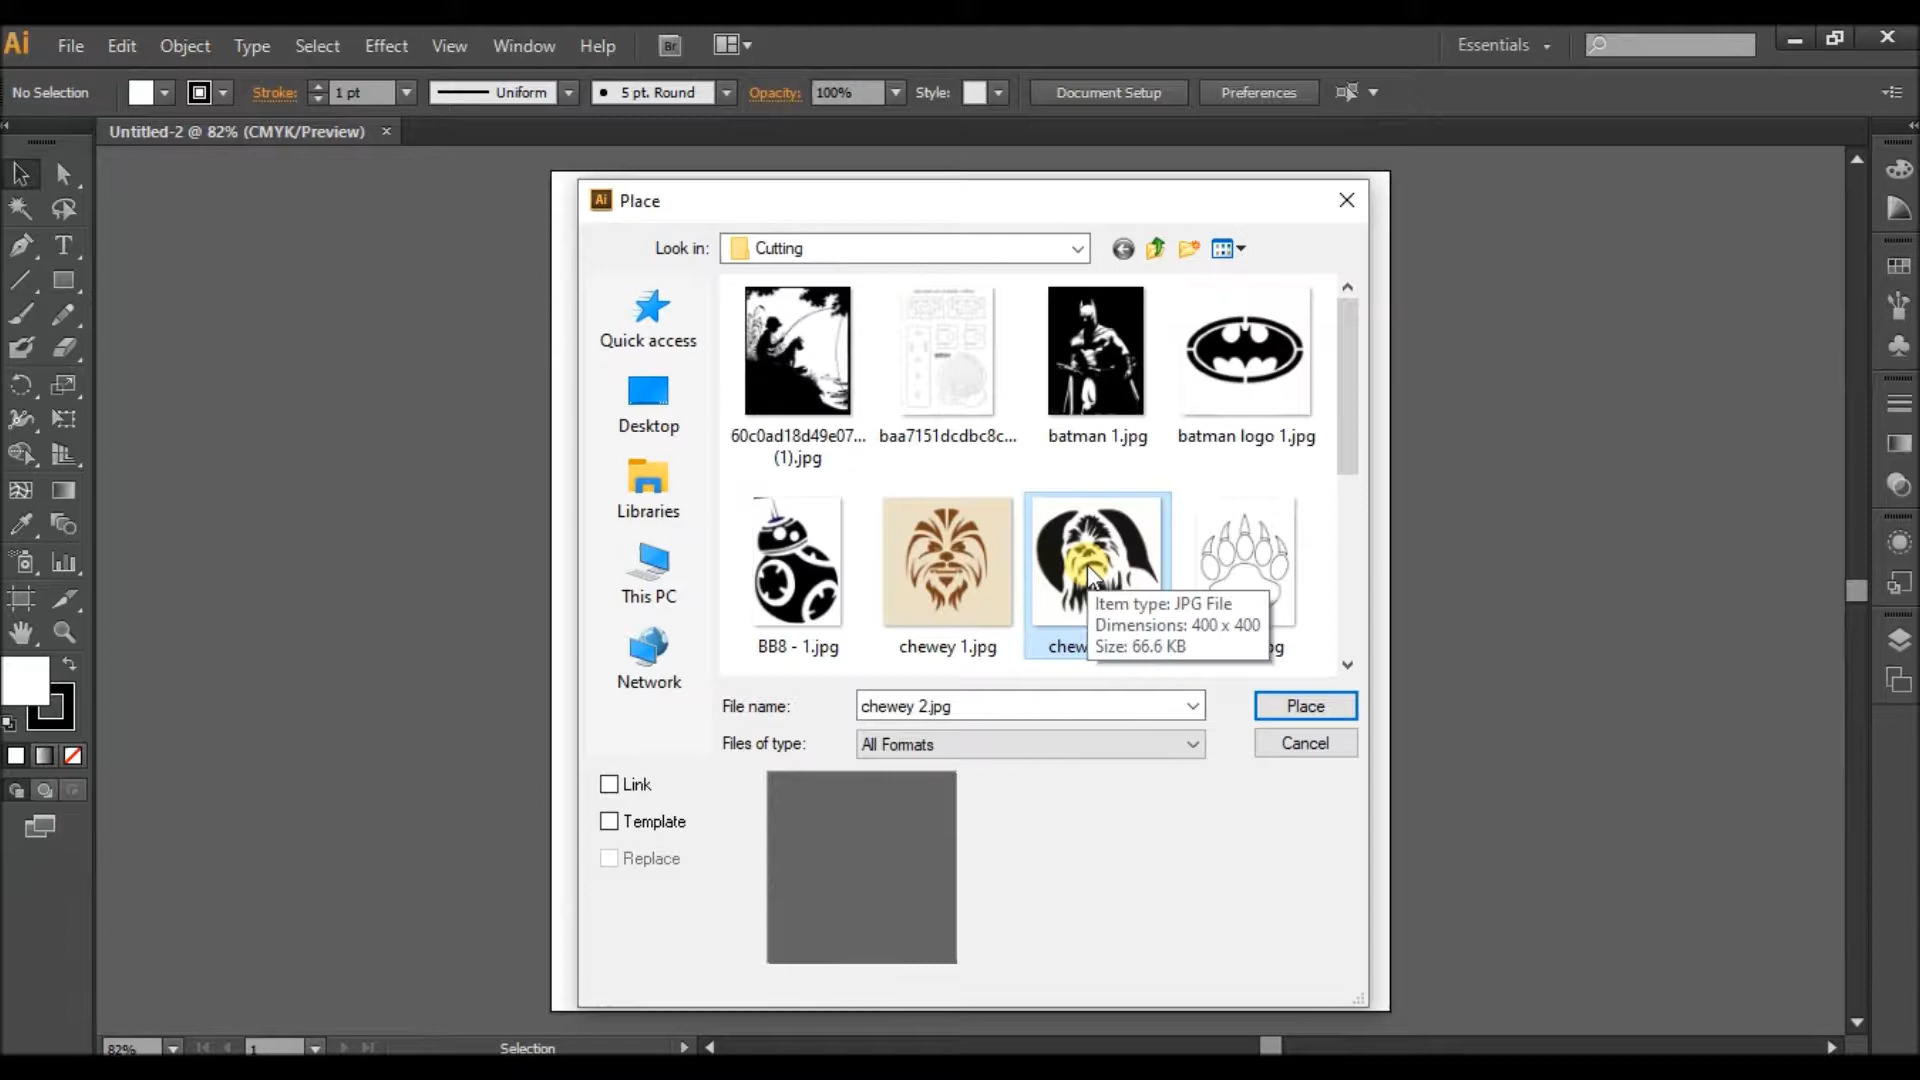 Ai File Edit Object Type Select Effect View Window Help Br Essentials
No Selection Stroke: 1 pt Uniform 5 pt. Round Opacity: 100% Style: Document Setup Preferences
Untitled-2 @ 82% (CMYK/Preview) ×
Ai Place
Look in: Cutting
Quick access
Desktop
Libraries
This PC
Network
60c0ad18d49e07...
(1).jpg
baa7151dcdbc8c...
batman 1.jpg
batman logo 1.jpg
BB8 - 1.jpg
chewey 1.jpg
Item type: JPG File
Dimensions: 400 x 400
Size: 66.6 KB
File name: chewey 2.jpg Place
Files of type: All Formats Cancel
Link
Template
Replace
82% 1 Selection